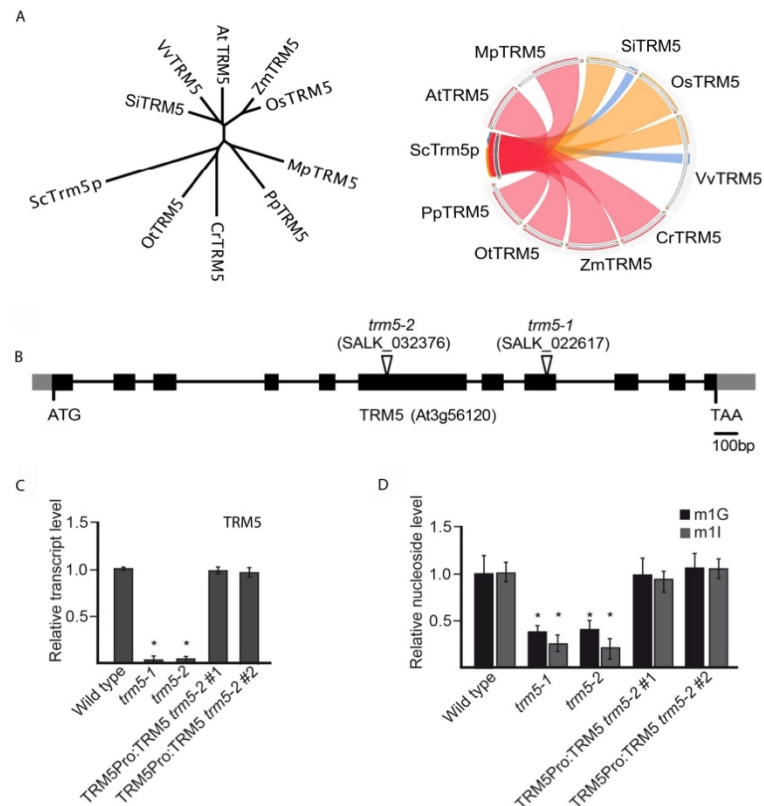 A
At TRM5
VvTRM5
ZmTRM5
SiTRM5
OsTRM5
ScTrm5p
MpTRM5
OtTRM5
PpTRM5
CrTRM5
MpTRM5
SiTRM5
AtTRM5
OsTRM5
ScTrm5p
VvTRM5
PpTRM5
CrTRM5
OtTRM5
ZmTRM5
B
trm5-2
(SALK_032376)
trm5-1
(SALK_022617)
ATG
TRM5 (At3g56120)
TAA
100bp
C
TRM5
Relative transcript level
1.5
1.0
0.5
* *
Wild type
trm5-1
trm5-2
TRM5Pro:TRM5 trm5-2 #1
TRM5Pro:TRM5 trm5-2 #2
D
m1G
m1I
Relative nucleoside level
1.5
1.0
0.5
* * * *
Wild type
trm5-1
trm5-2
TRM5Pro:TRM5 trm5-2 #1
TRM5Pro:TRM5 trm5-2 #2